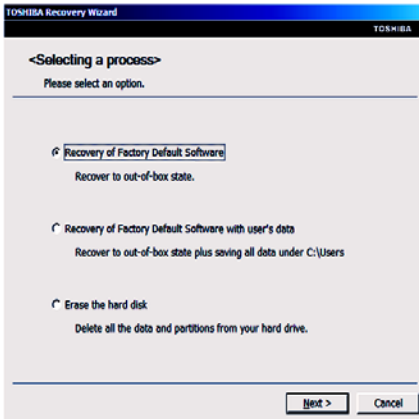 TOSHIBA Recovery Wizard
TOSHIBA
<Selecting a process>
Please select an option.
Recovery of Factory Default Software
Recover to out-of-box state.
Recovery of Factory Default Software with user's data
Recover to out-of-box state plus saving all data under C:\Users
Erase the hard disk
Delete all the data and partitions from your hard drive.
Next > Cancel